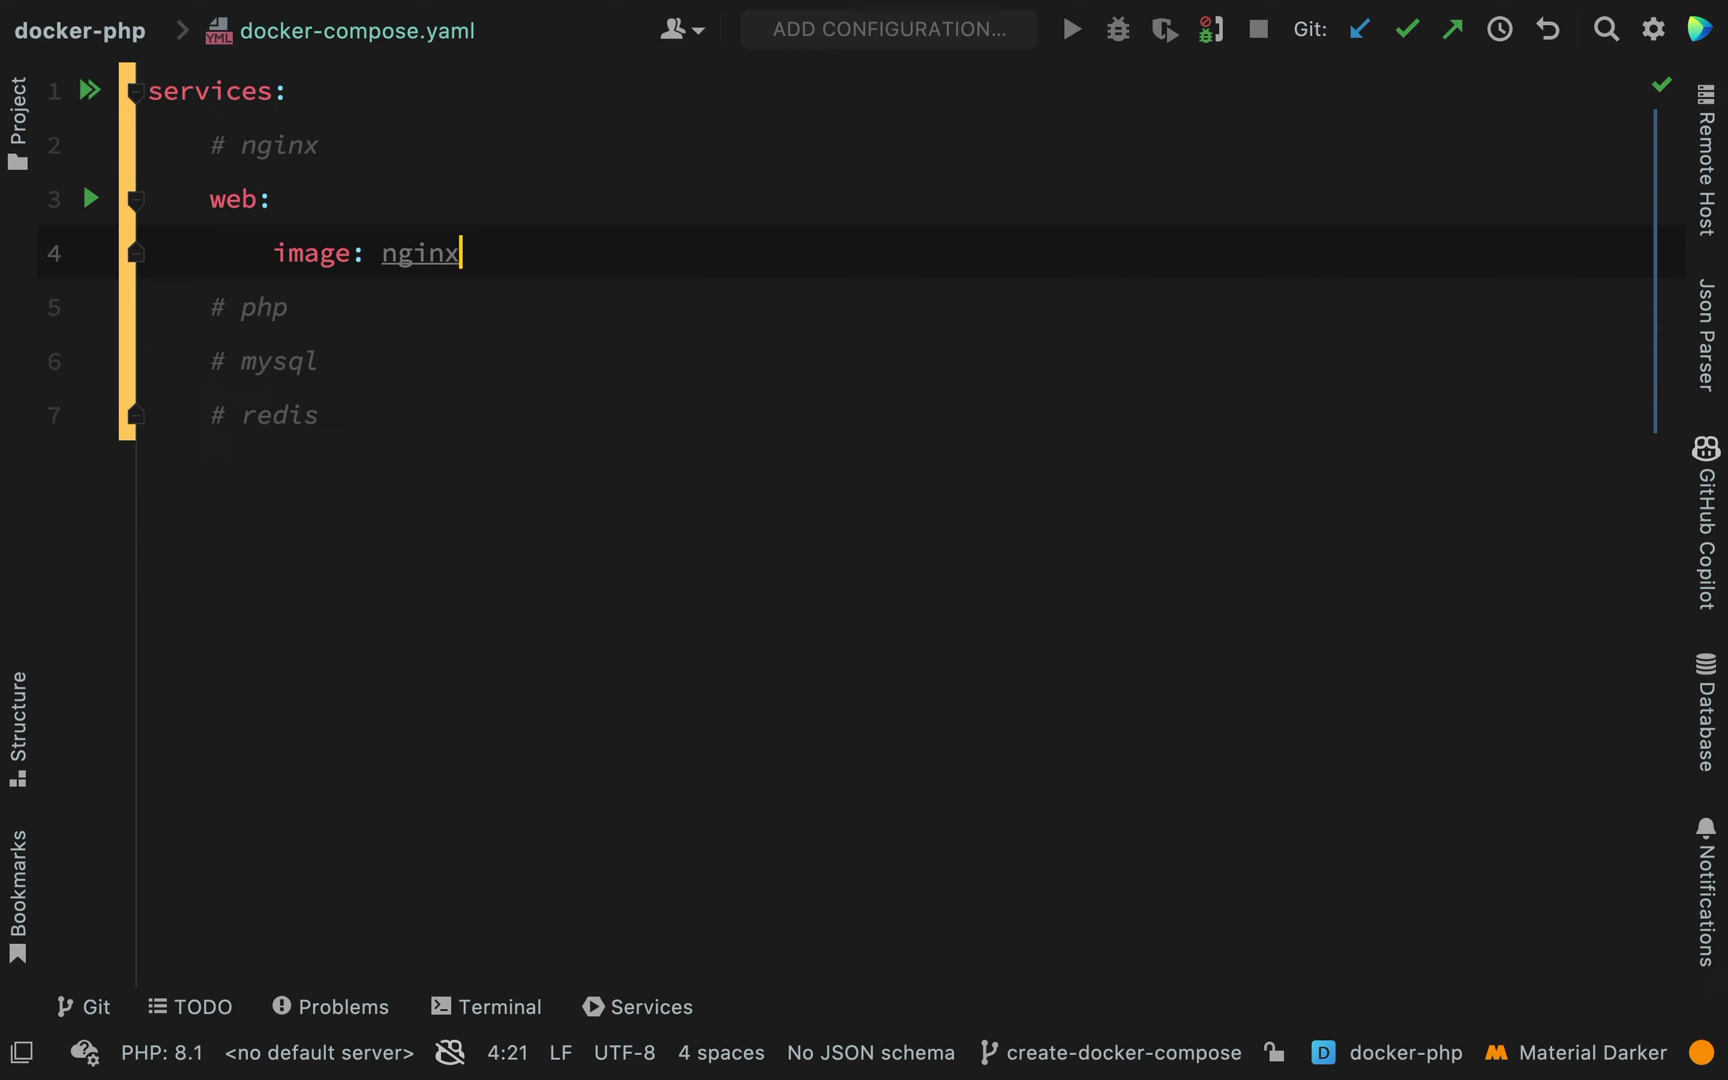 docker-php docker-compose.yaml ADD CONFIGURATION... Git:
1 services:
2 # nginx
3 web:
4 image: nginx
5 # php
6 # mysql
7 # redis
Project
Structure
Bookmarks
Remote Host
Json Parser
GitHub Copilot
Database
Notifications
Git TODO Problems Terminal Services
PHP: 8.1 <no default server> 4:21 LF UTF-8 4 spaces No JSON schema create-docker-compose D docker-php Material Darker